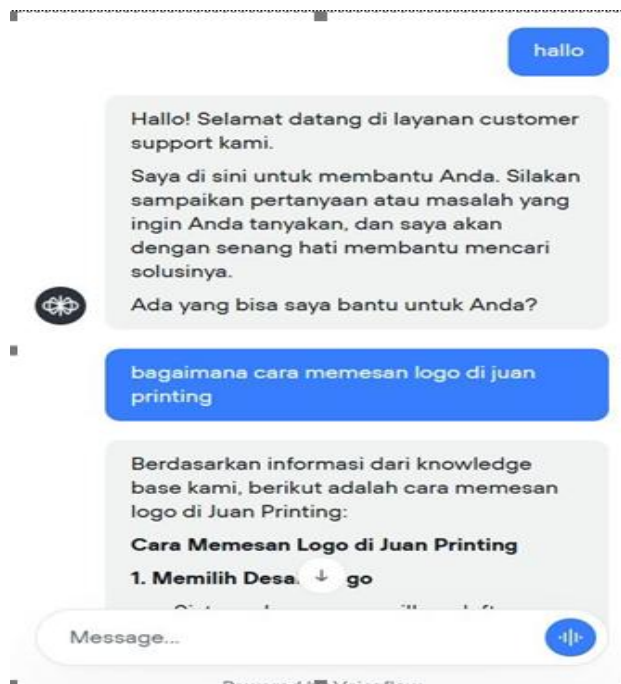 hallo
Hallo! Selamat datang di layanan customer
support kami.
Saya di sini untuk membantu Anda. Silakan
sampaikan pertanyaan atau masalah yang
ingin Anda tanyakan, dan saya akan
dengan senang hati membantu mencari
solusinya.
Ada yang bisa saya bantu untuk Anda?
bagaimana cara memesan logo di juan
printing
Berdasarkan informasi dari knowledge
base kami, berikut adalah cara memesan
logo di Juan Printing:
Cara Memesan Logo di Juan Printing
1. Memilih
Message...